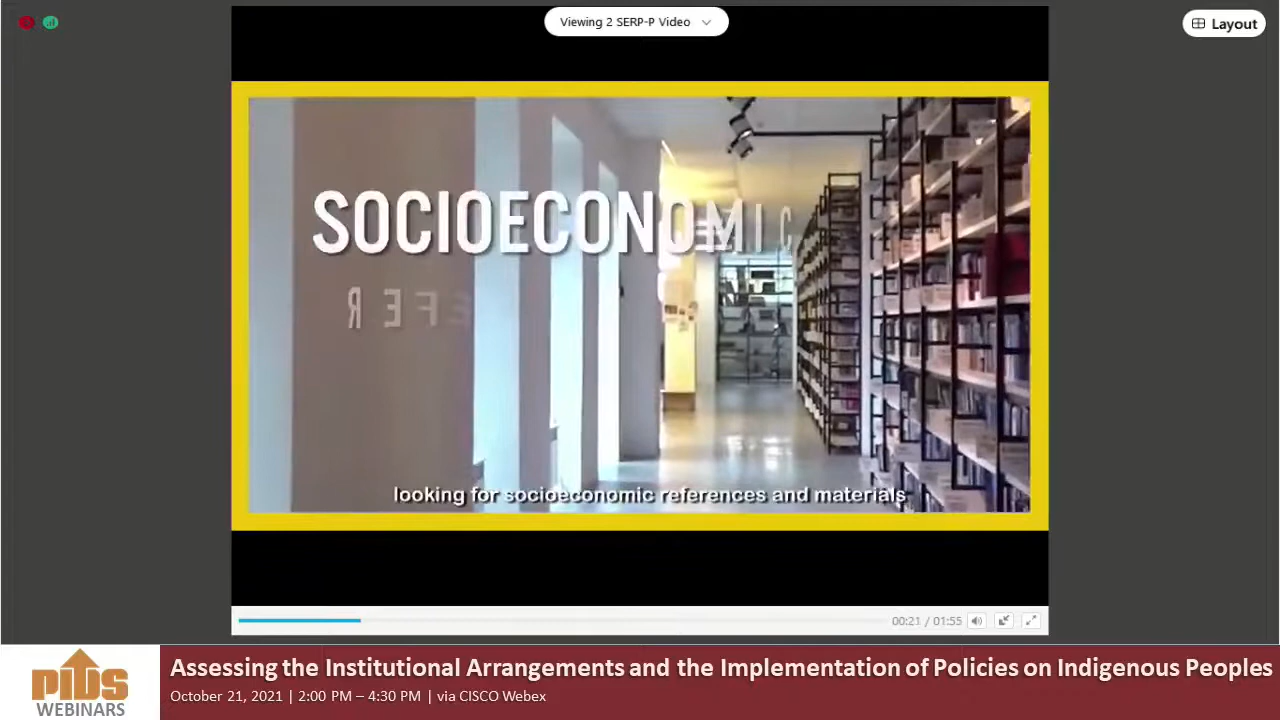 Viewing 2 SERP-P Video
Layout
SOCIOECONOMIC
REFE
looking for socioeconomic references and materials
00:21 / 01:55
pids
WEBINARS
Assessing the Institutional Arrangements and the Implementation of Policies on Indigenous Peoples
October 21, 2021 | 2:00 PM – 4:30 PM | via CISCO Webex